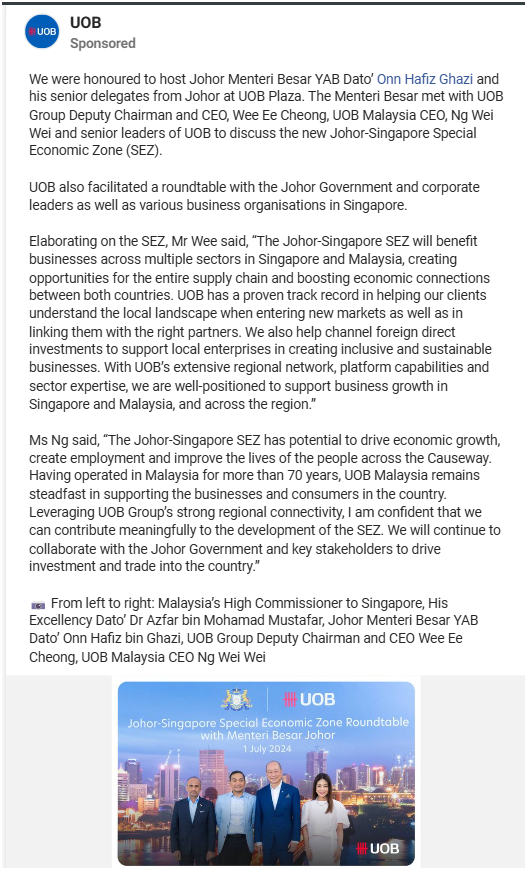 UOB
UOB
Sponsored
We were honoured to host Johor Menteri Besar YAB Dato’ Onn Hafiz Ghazi and
his senior delegates from Johor at UOB Plaza. The Menteri Besar met with UOB
Group Deputy Chairman and CEO, Wee Ee Cheong, UOB Malaysia CEO, Ng Wei
Wei and senior leaders of UOB to discuss the new Johor-Singapore Special
Economic Zone (SEZ).
UOB also facilitated a roundtable with the Johor Government and corporate
leaders as well as various business organisations in Singapore.
Elaborating on the SEZ, Mr Wee said, “The Johor-Singapore SEZ will benefit
businesses across multiple sectors in Singapore and Malaysia, creating
opportunities for the entire supply chain and boosting economic connections
between both countries. UOB has a proven track record in helping our clients
understand the local landscape when entering new markets as well as in
linking them with the right partners. We also help channel foreign direct
investments to support local enterprises in creating inclusive and sustainable
businesses. With UOB’s extensive regional network, platform capabilities and
sector expertise, we are well-positioned to support business growth in
Singapore and Malaysia, and across the region.”
Ms Ng said, “The Johor-Singapore SEZ has potential to drive economic growth,
create employment and improve the lives of the people across the Causeway.
Having operated in Malaysia for more than 70 years, UOB Malaysia remains
steadfast in supporting the businesses and consumers in the country.
Leveraging UOB Group’s strong regional connectivity, I am confident that we
can contribute meaningfully to the development of the SEZ. We will continue to
collaborate with the Johor Government and key stakeholders to drive
investment and trade into the country.”
From left to right: Malaysia’s High Commissioner to Singapore, His
Excellency Dato’ Dr Azfar bin Mohamad Mustafar, Johor Menteri Besar YAB
Dato’ Onn Hafiz bin Ghazi, UOB Group Deputy Chairman and CEO Wee Ee
Cheong, UOB Malaysia CEO Ng Wei Wei
UOB
Johor-Singapore Special Economic Zone Roundtable
with Menteri Besar Johor
1 July 2024
UOB